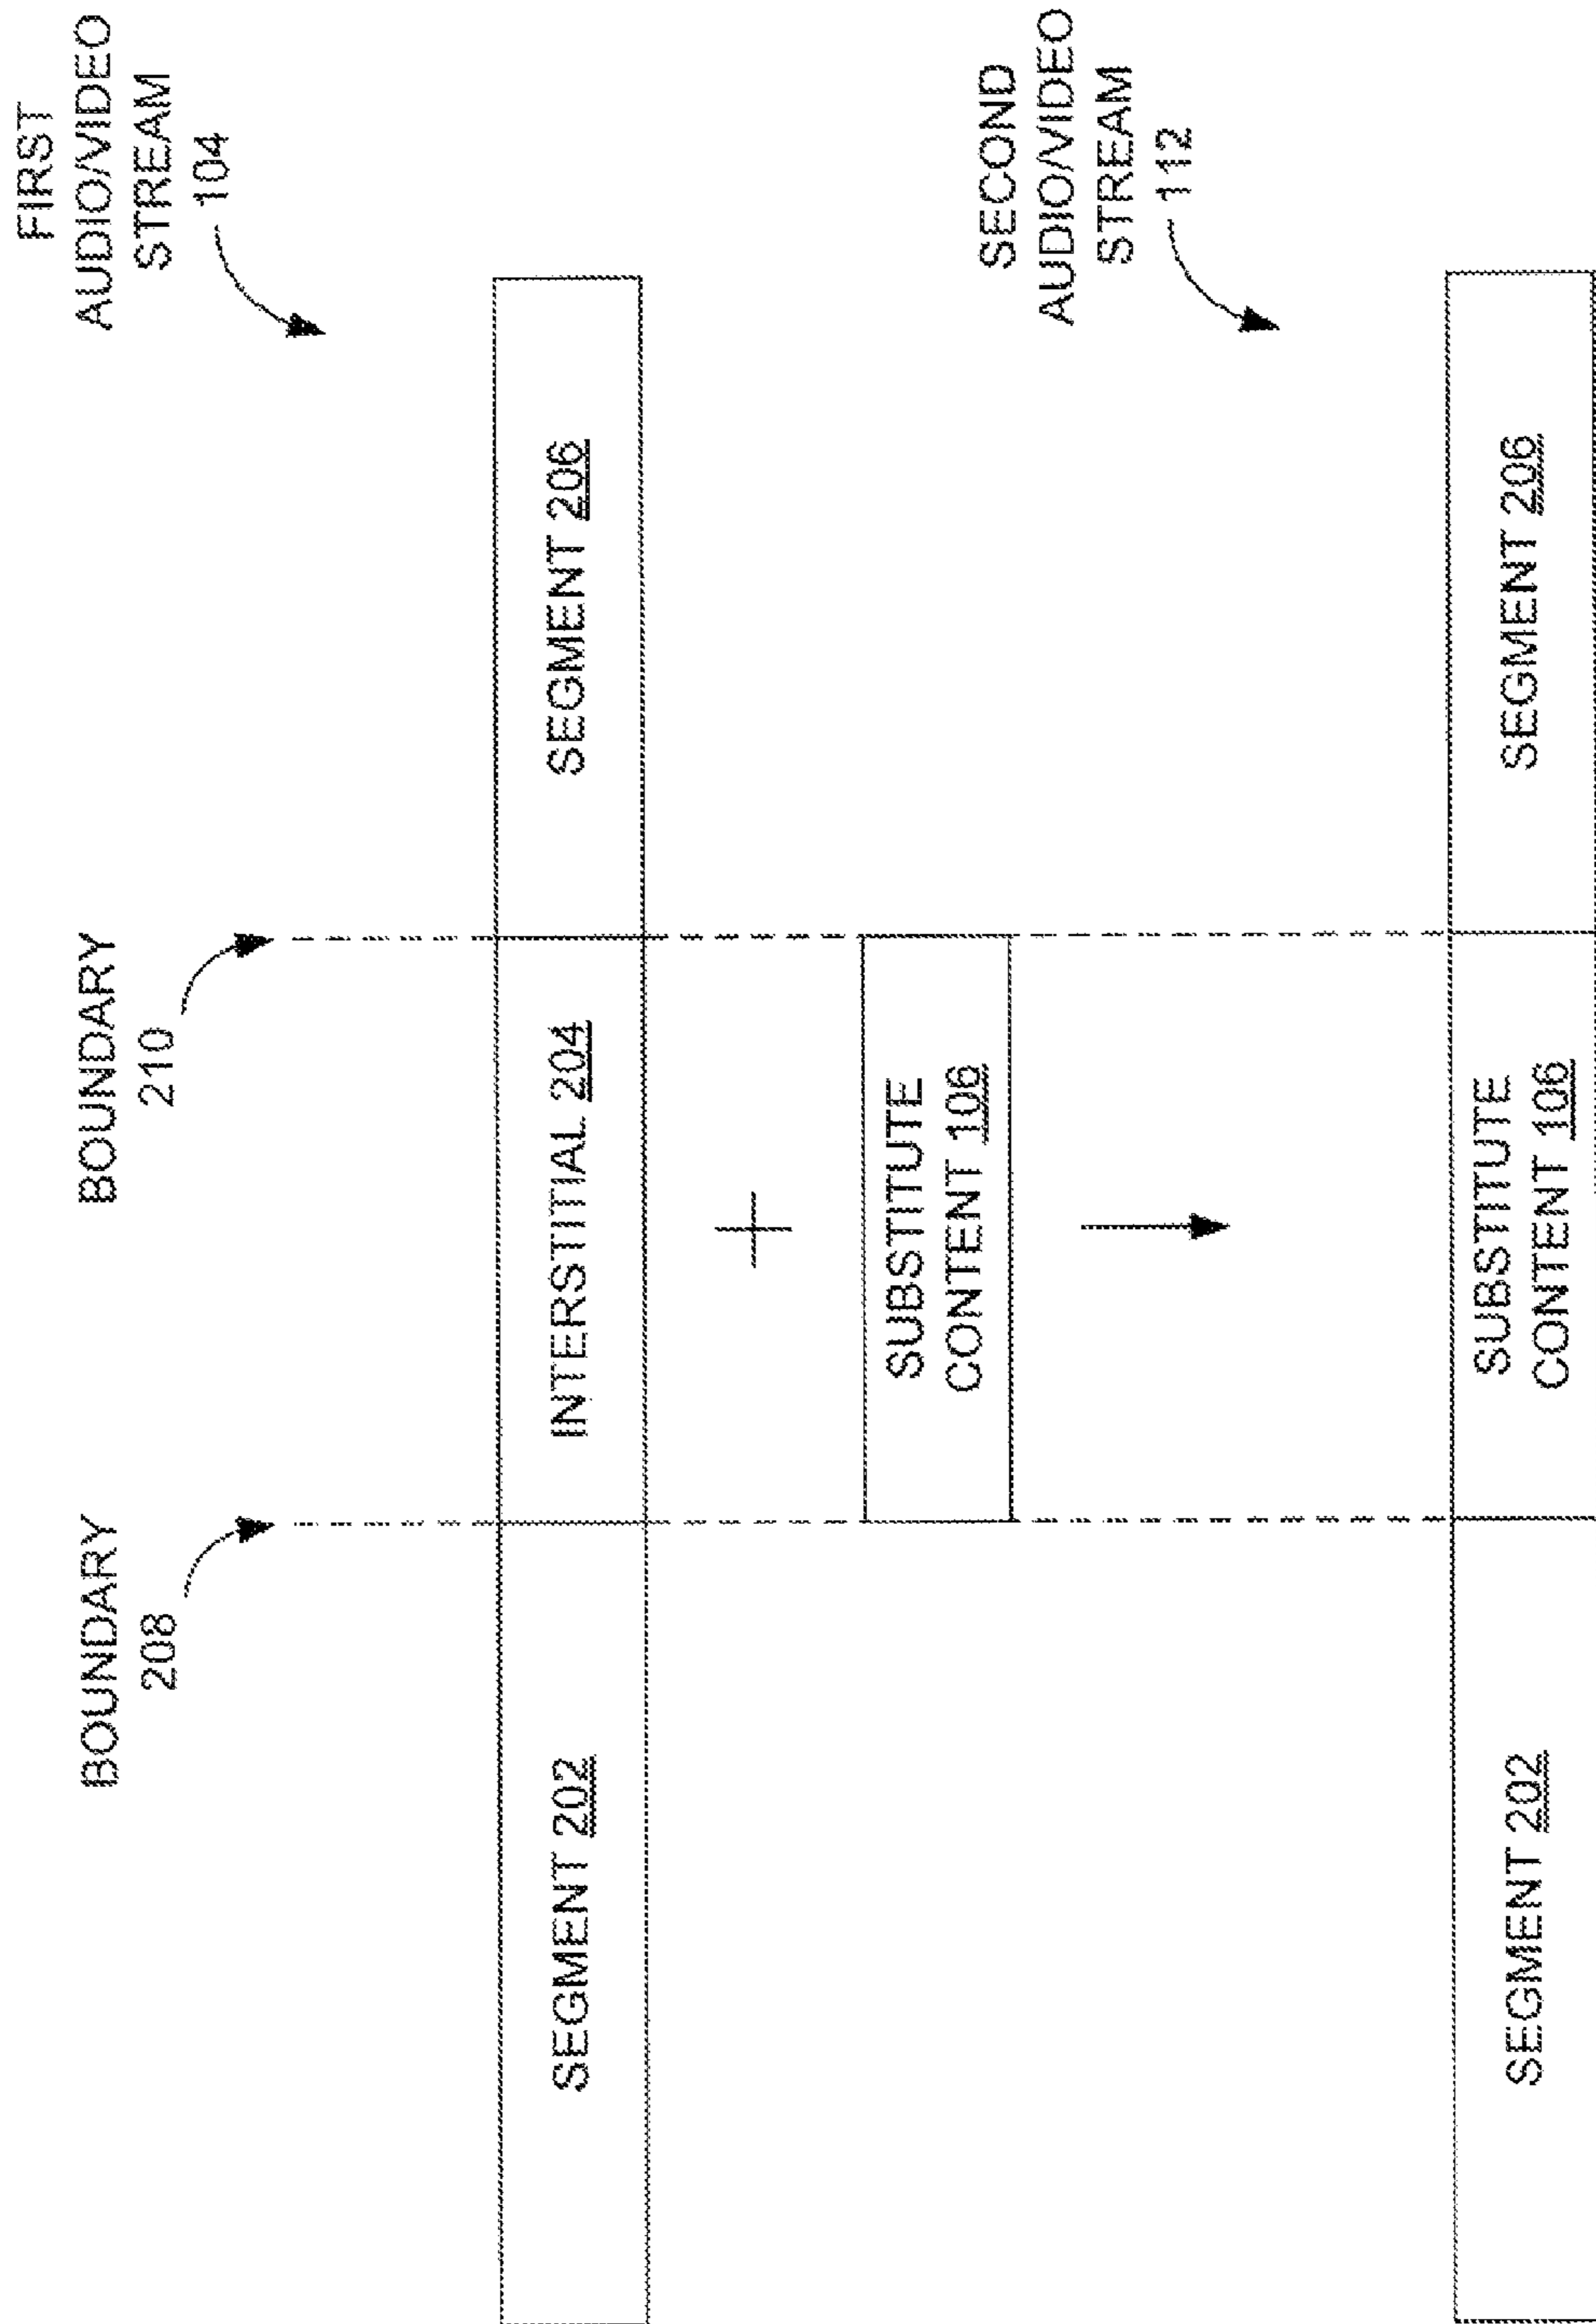 FIRST
AUDIO/VIDEO
STREAM
104
BOUNDARY
208
BOUNDARY
210
SEGMENT 202
INTERSTITIAL 204
SEGMENT 206
+
SUBSTITUTE
CONTENT 106
SECOND
AUDIO/VIDEO
STREAM
112
SEGMENT 202
SUBSTITUTE
CONTENT 106
SEGMENT 206